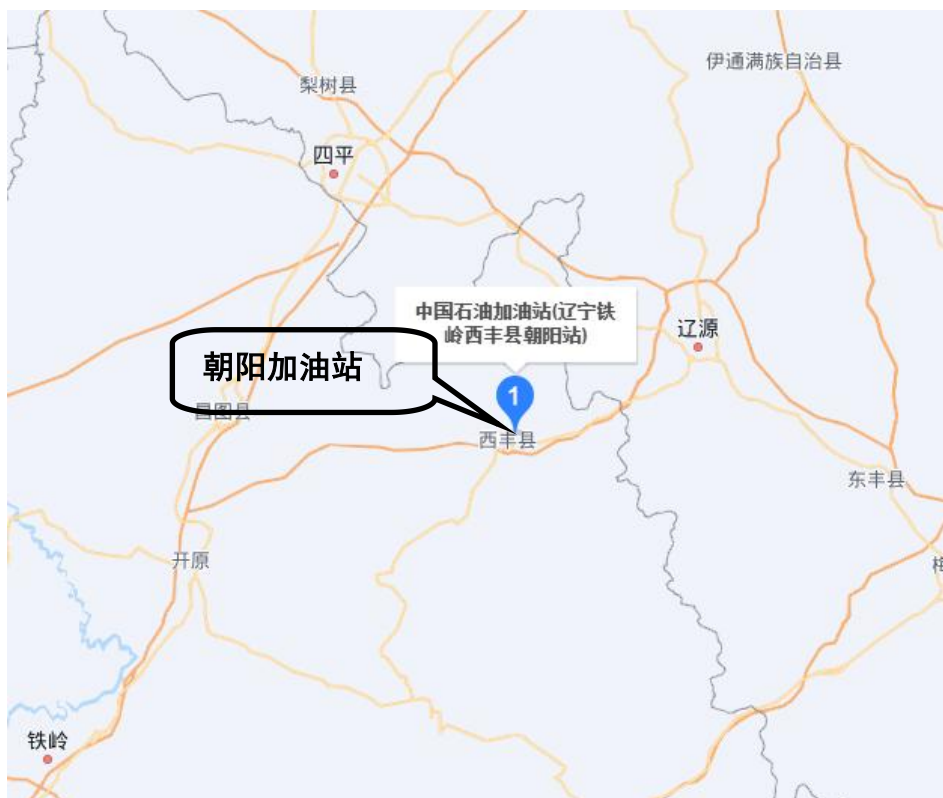 伊通满族自治县
梨树县
四平
中国石油加油站(辽宁铁
岭西丰县朝阳站)
辽源
朝阳加油站
1
昌图县
西丰县
东丰县
开原
梅
铁岭